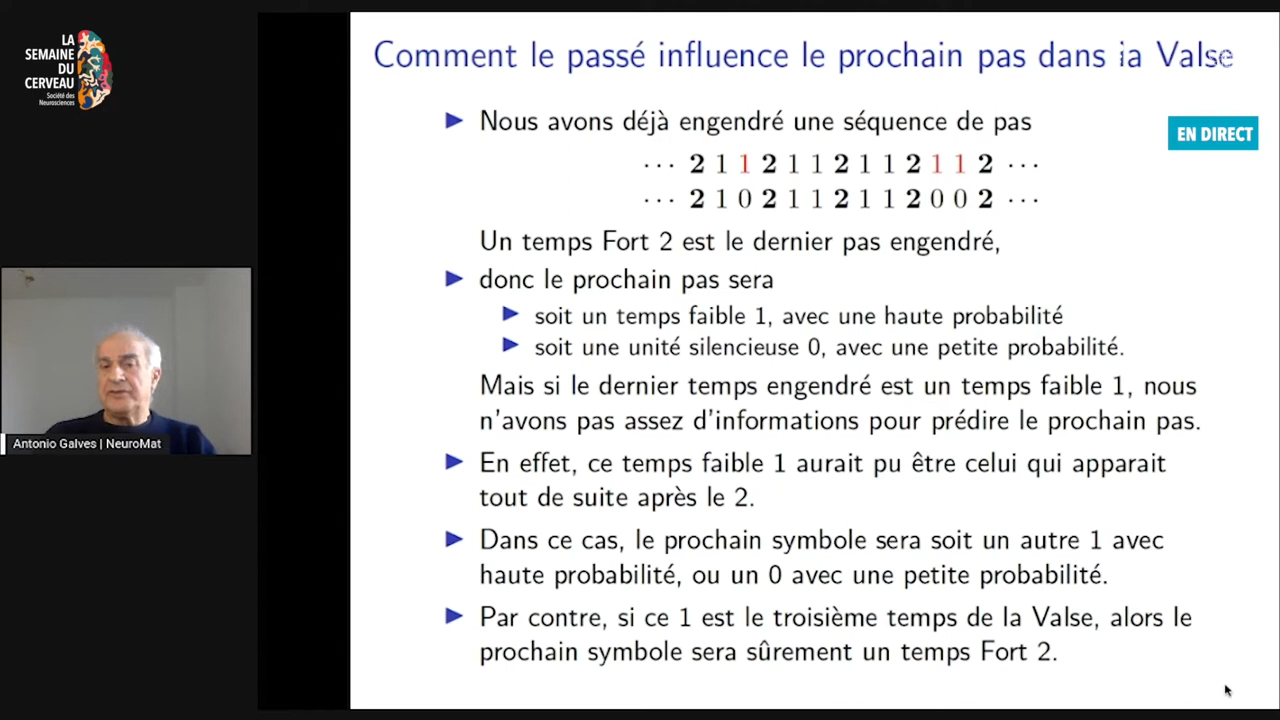 LA
SEMAINE
DU
CERVEAU
Société des
Neurosciences
Comment le passé influence le prochain pas dans la Valse
EN DIRECT
► Nous avons déjà engendré une séquence de pas
··· 2 1 1 2 1 1 2 1 1 2 1 1 2 ···
··· 2 1 0 2 1 1 2 1 1 2 0 0 2 ···
Un temps Fort 2 est le dernier pas engendré,
► donc le prochain pas sera
► soit un temps faible 1, avec une haute probabilité
► soit une unité silencieuse 0, avec une petite probabilité.
Mais si le dernier temps engendré est un temps faible 1, nous
n'avons pas assez d'informations pour prédire le prochain pas.
► En effet, ce temps faible 1 aurait pu être celui qui apparait
tout de suite après le 2.
► Dans ce cas, le prochain symbole sera soit un autre 1 avec
haute probabilité, ou un 0 avec une petite probabilité.
► Par contre, si ce 1 est le troisième temps de la Valse, alors le
prochain symbole sera sûrement un temps Fort 2.
Antonio Galves | NeuroMat